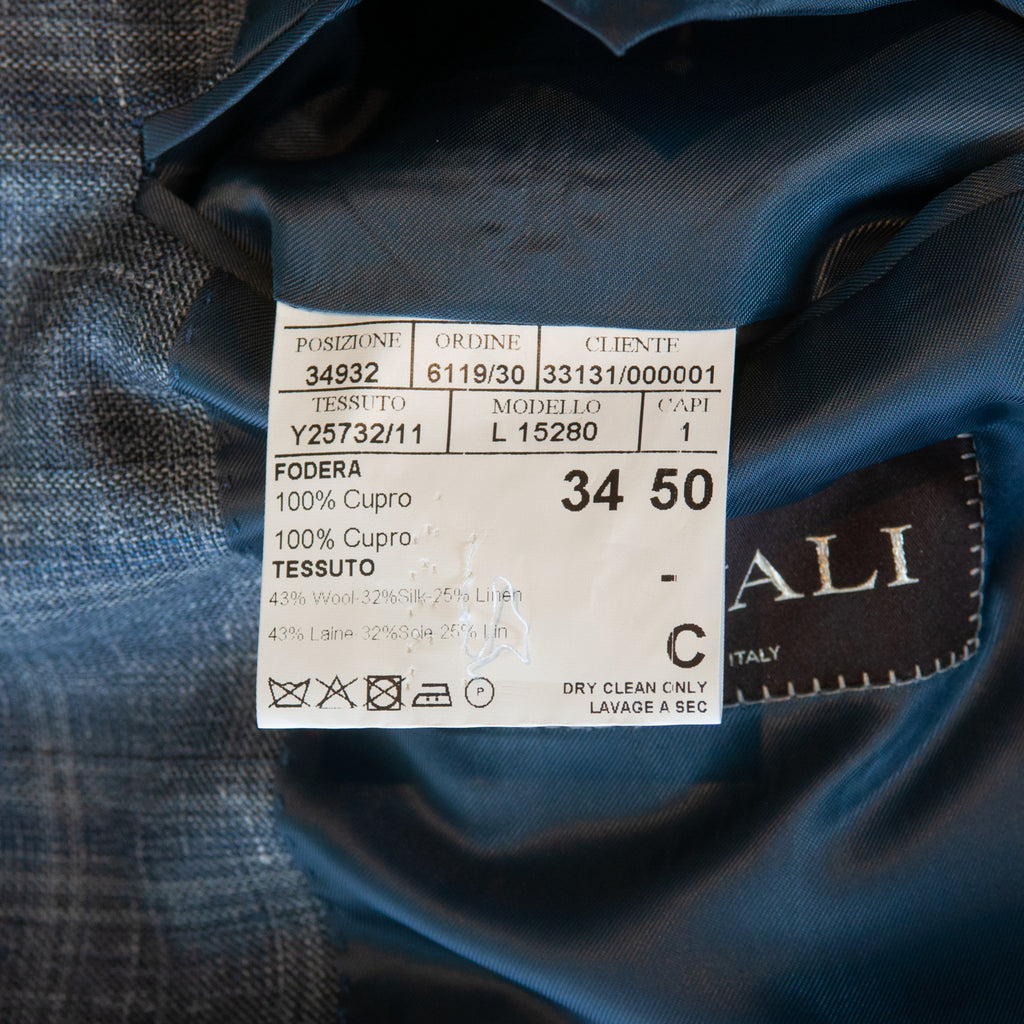 POSIZIONE ORDINE CLIENTE
34932 6119/30 33131/000001
TESSUTO MODELLO CAPI
Y25732/11 L 15280 1
FODERA
100% Cupro
34 50
100% Cupro
TESSUTO
-
43% Wool-32%Silk-25% Linen
43% Laine-32%Soie-25% Lin
C
P
DRY CLEAN ONLY
LAVAGE A SEC
ALI
ITALY